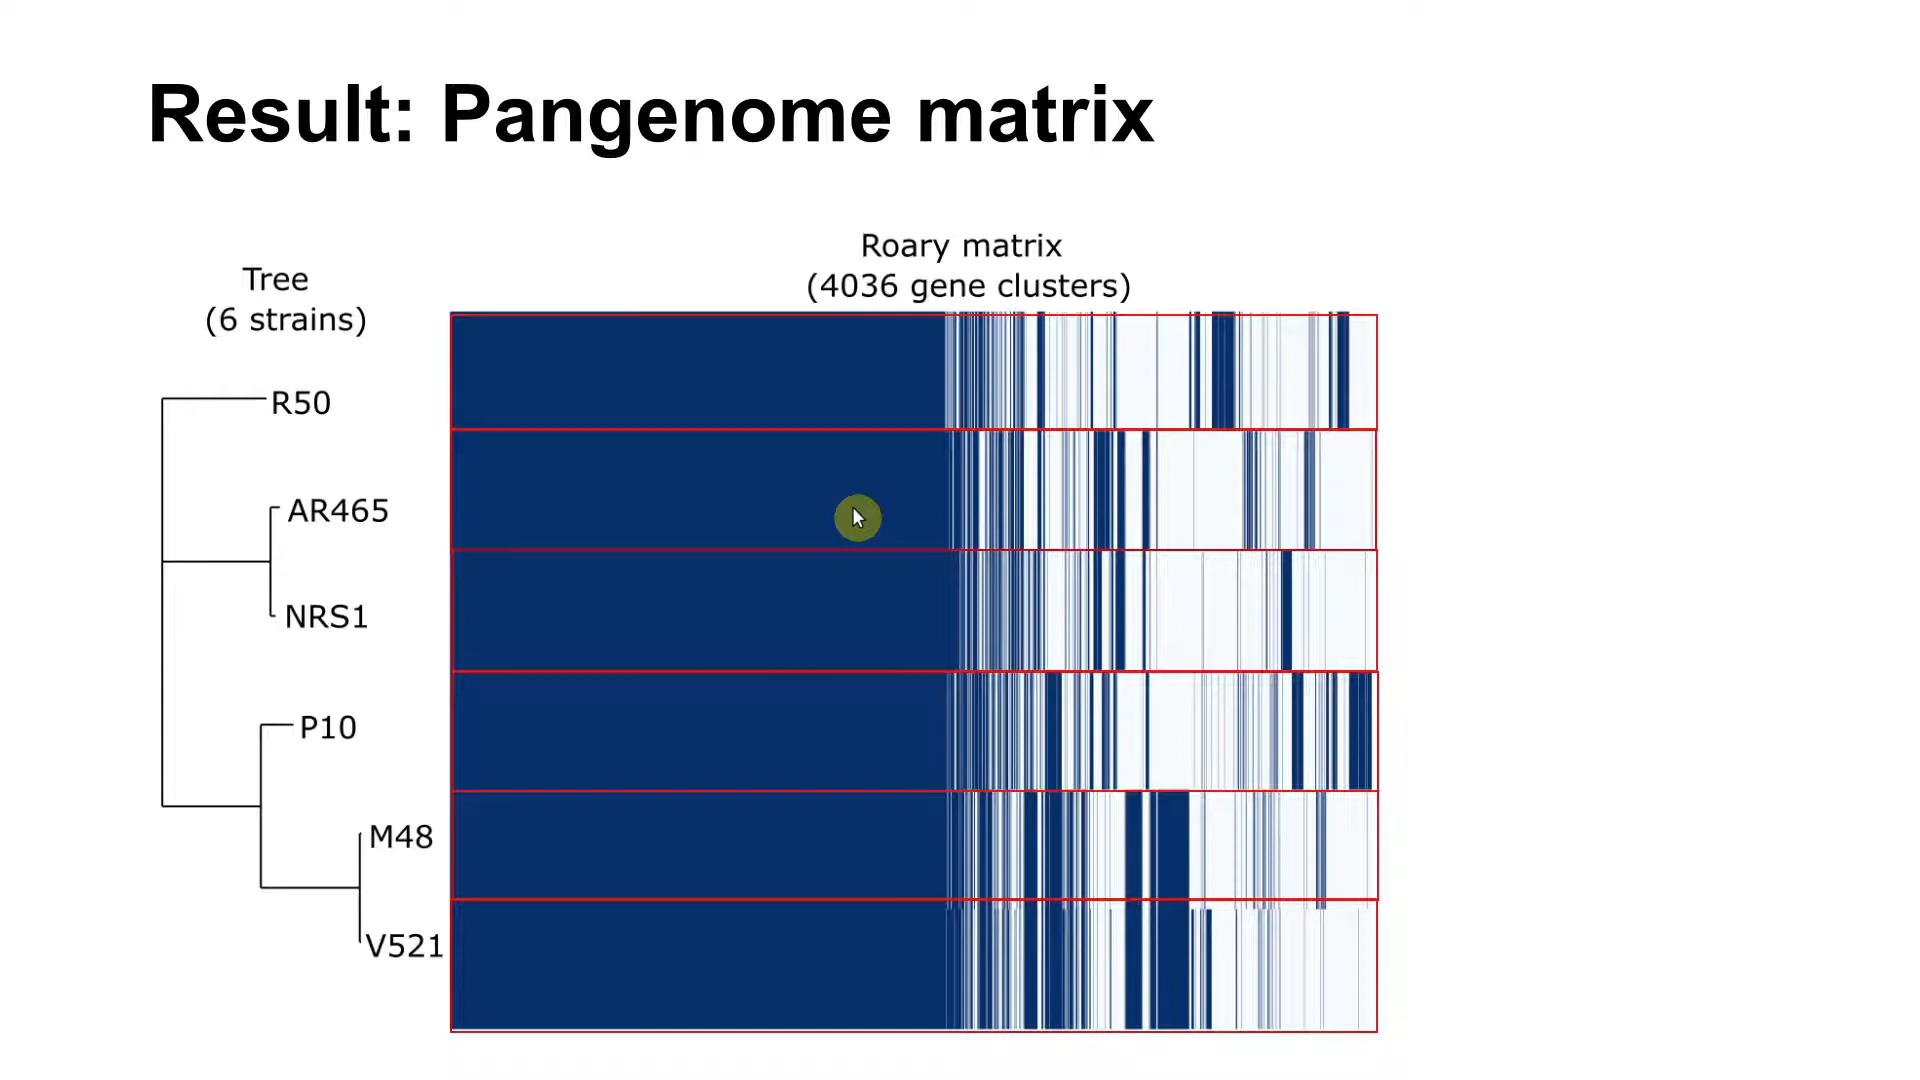 Result: Pangenome matrix
Roary matrix
(4036 gene clusters)
Tree
(6 strains)
R50
AR465
NRS1
P10
M48
V521